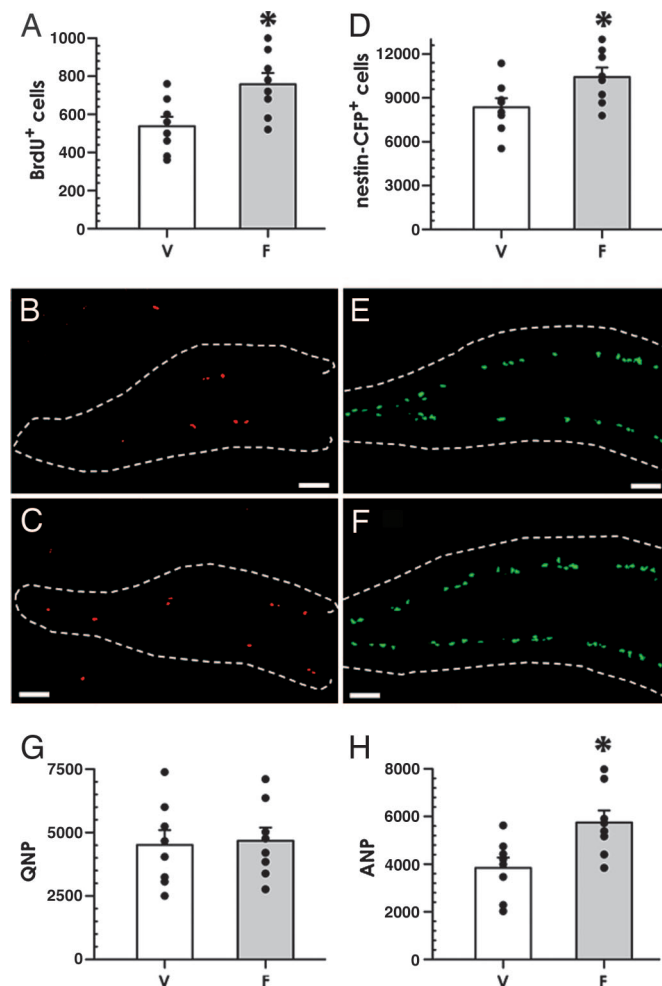 A
*
1000
800
600
400
200
0
BrdU+ cells
V F
D
*
12000
9000
6000
3000
0
nestin-CFP+ cells
V F
B
E
C
F
G
7500
5000
2500
0
QNP
V F
H
*
8000
6000
4000
2000
0
ANP
V F